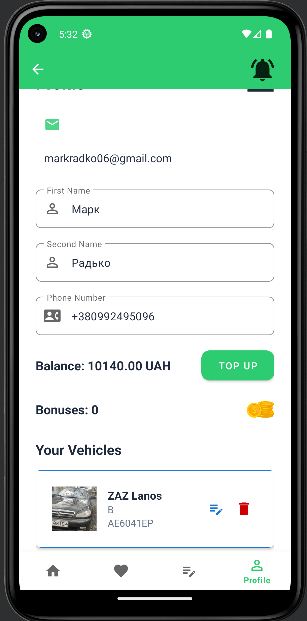 5:32
markradko06@gmail.com
First Name
Марк
Second Name
Радько
Phone Number
+380992495096
Balance: 10140.00 UAH
TOP UP
Bonuses: 0
Your Vehicles
ZAZ Lanos
B
AE6041EP
Profile